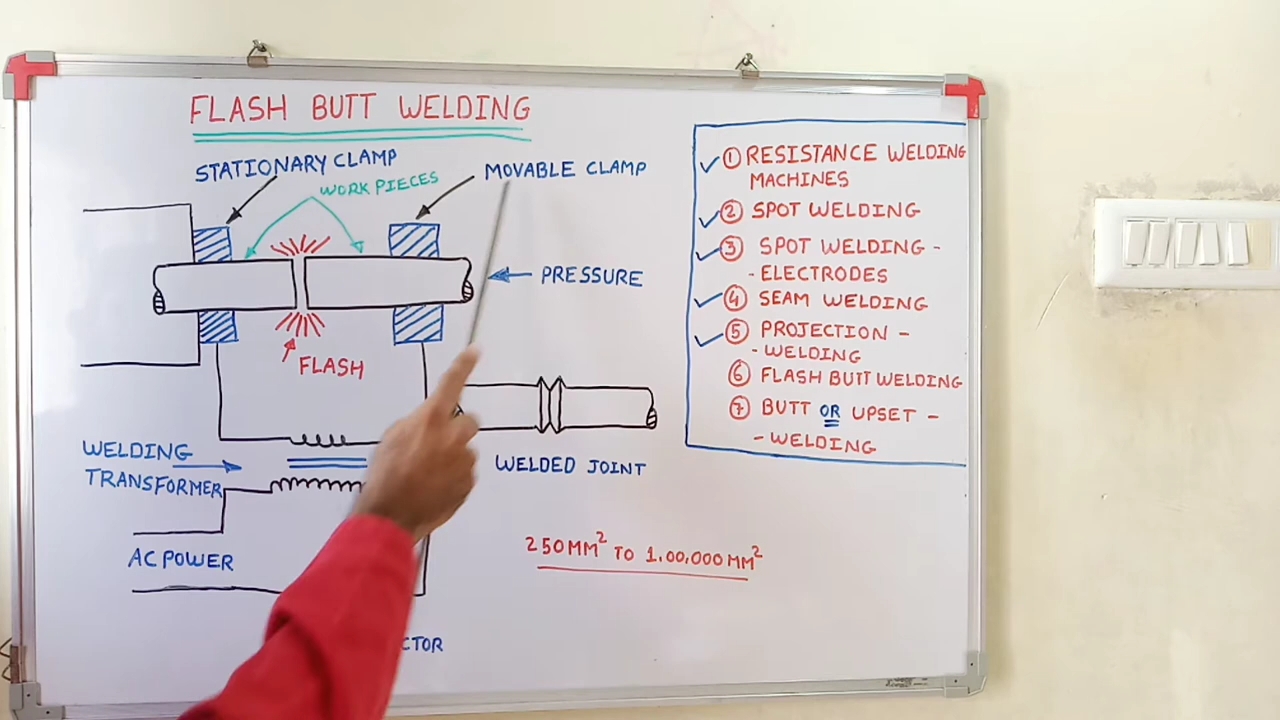 FLASH BUTT WELDING
STATIONARY CLAMP
WORK PIECES
MOVABLE CLAMP
PRESSURE
FLASH
WELDING
TRANSFORMER
AC POWER
WELDED JOINT
250MM² TO 1,00,000 MM²
① RESISTANCE WELDING
MACHINES
② SPOT WELDING
③ SPOT WELDING -
- ELECTRODES
④ SEAM WELDING
⑤ PROJECTION -
- WELDING
⑥ FLASH BUTT WELDING
⑦ BUTT OR UPSET -
- WELDING